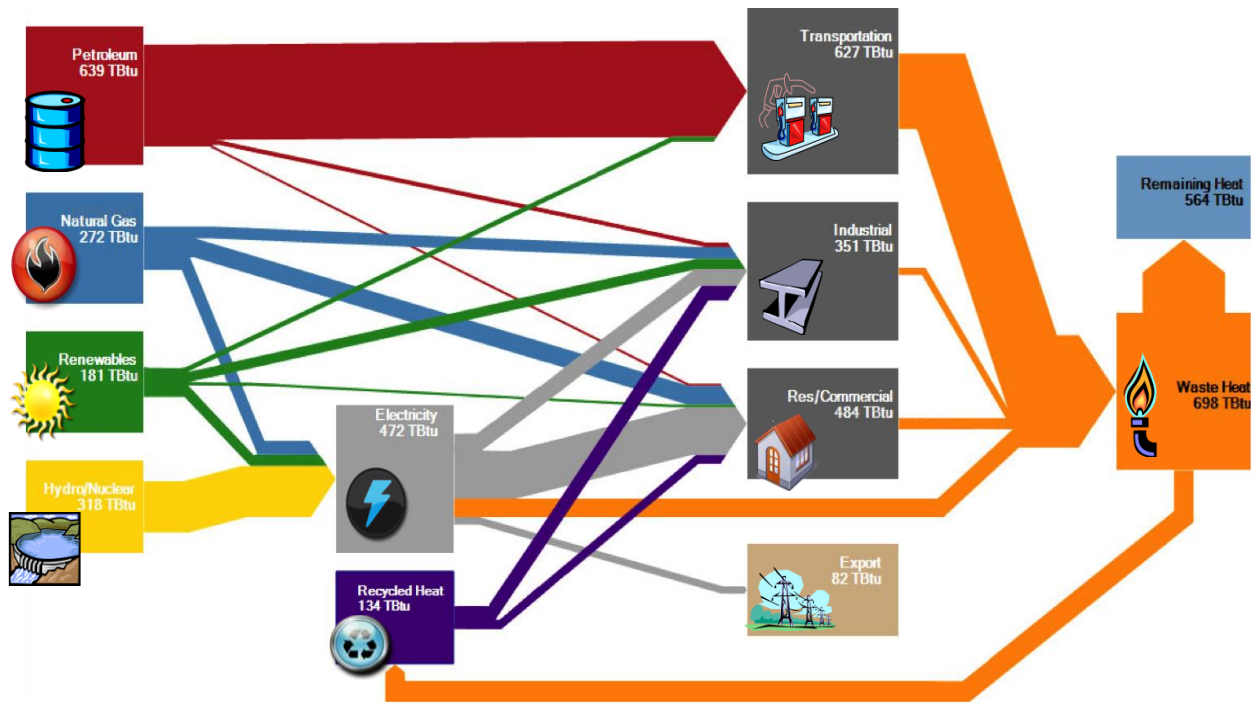 Petroleum
639 TBtu
Transportation
627 TBtu
Natural Gas
272 TBtu
Industrial
351 TBtu
Remaining Heat
564 TBtu
Renewables
181 TBtu
Electricity
472 TBtu
Res/Commercial
484 TBtu
Waste Heat
698 TBtu
Hydro/Nuclear
318 TBtu
Recycled Heat
134 TBtu
Export
82 TBtu